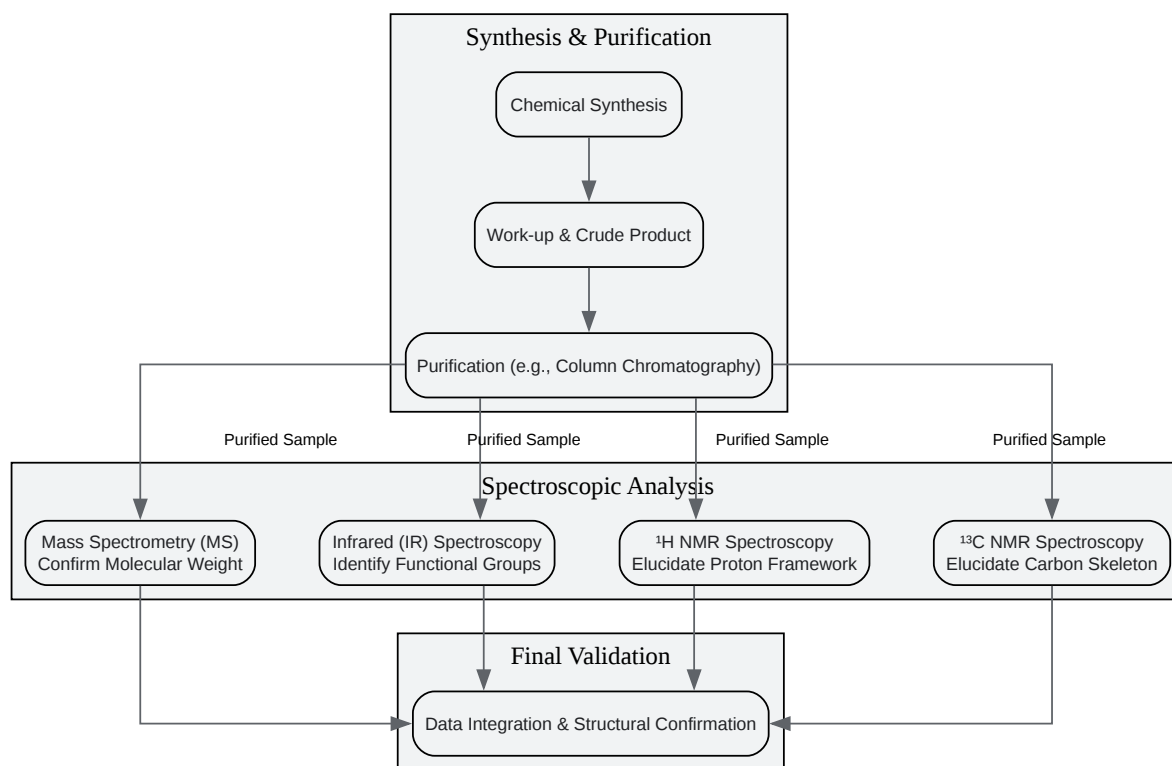 Synthesis & Purification
Chemical Synthesis
Work-up & Crude Product
Purification (e.g., Column Chromatography)
Purified Sample
Purified Sample
Purified Sample
Purified Sample
Spectroscopic Analysis
Mass Spectrometry (MS)
Confirm Molecular Weight
Infrared (IR) Spectroscopy
Identify Functional Groups
¹H NMR Spectroscopy
Elucidate Proton Framework
¹³C NMR Spectroscopy
Elucidate Carbon Skeleton
Final Validation
Data Integration & Structural Confirmation